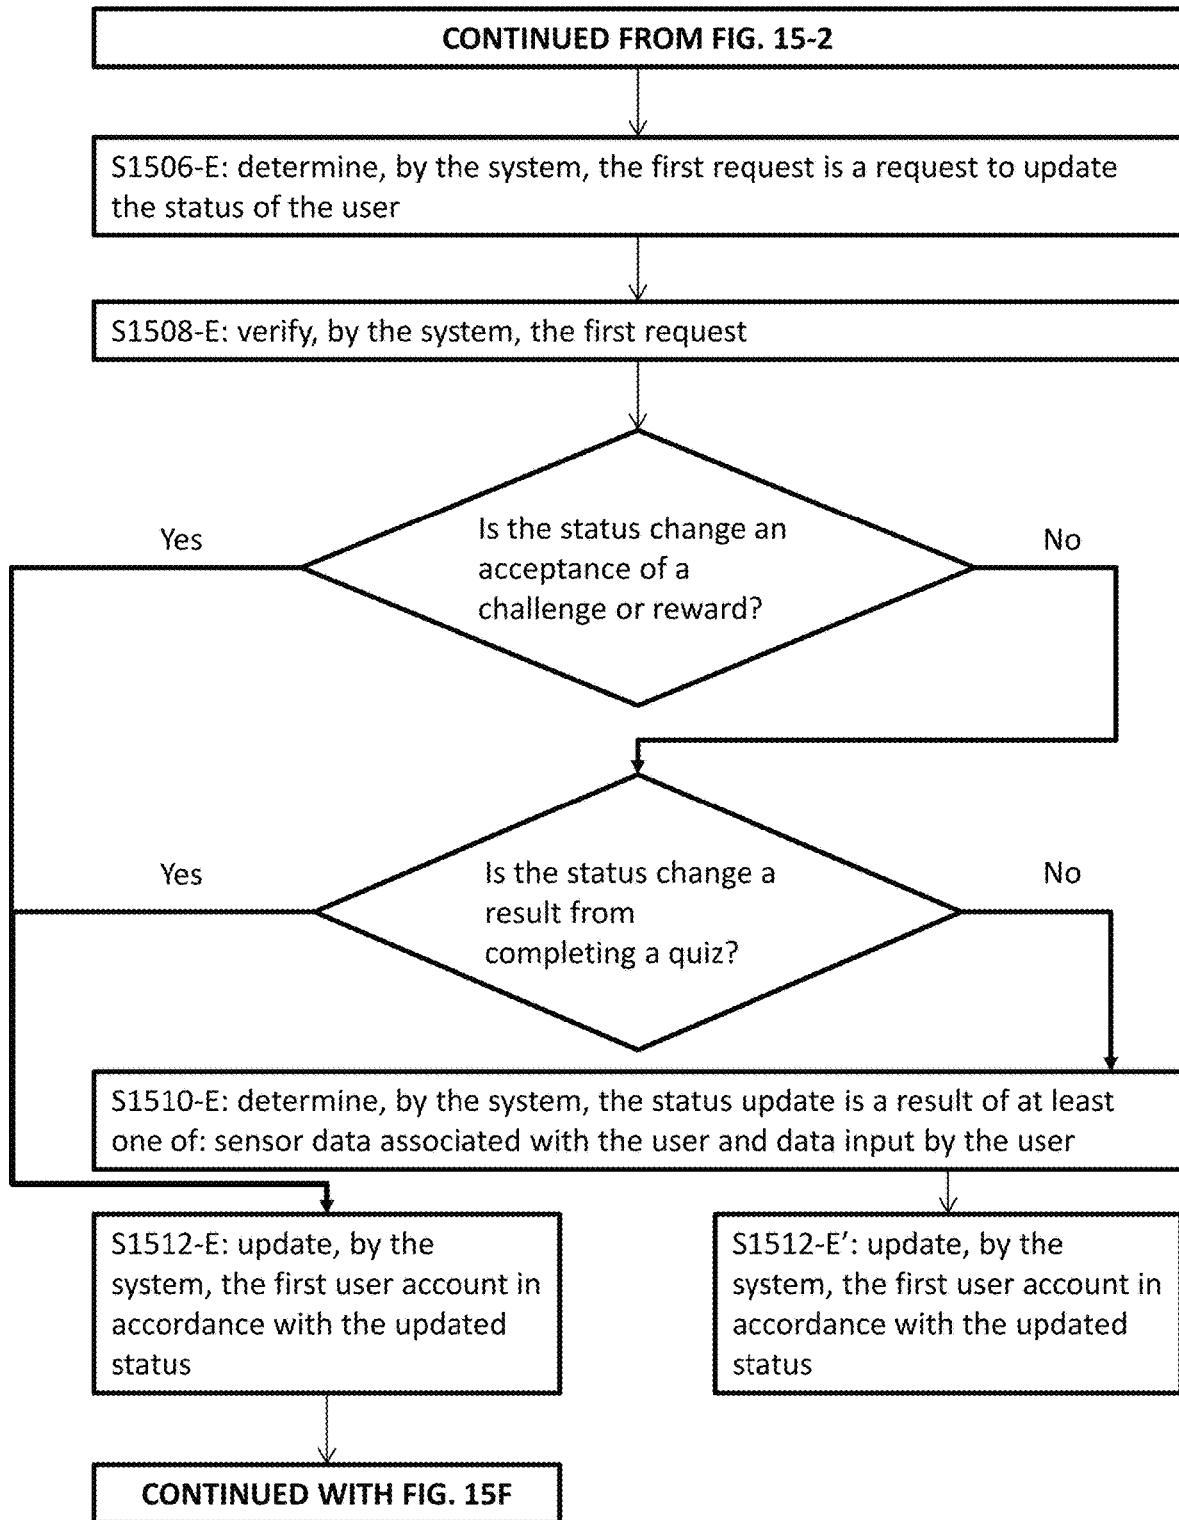 CONTINUED FROM FIG. 15-2
S1506-E: determine, by the system, the first request is a request to update
the status of the user
S1508-E: verify, by the system, the first request
Yes
Is the status change an
acceptance of a
challenge or reward?
No
Yes
Is the status change a
result from
completing a quiz?
No
S1510-E: determine, by the system, the status update is a result of at least
one of: sensor data associated with the user and data input by the user
S1512-E: update, by the
system, the first user account in
accordance with the updated
status
S1512-E′: update, by the
system, the first user account in
accordance with the updated
status
CONTINUED WITH FIG. 15F